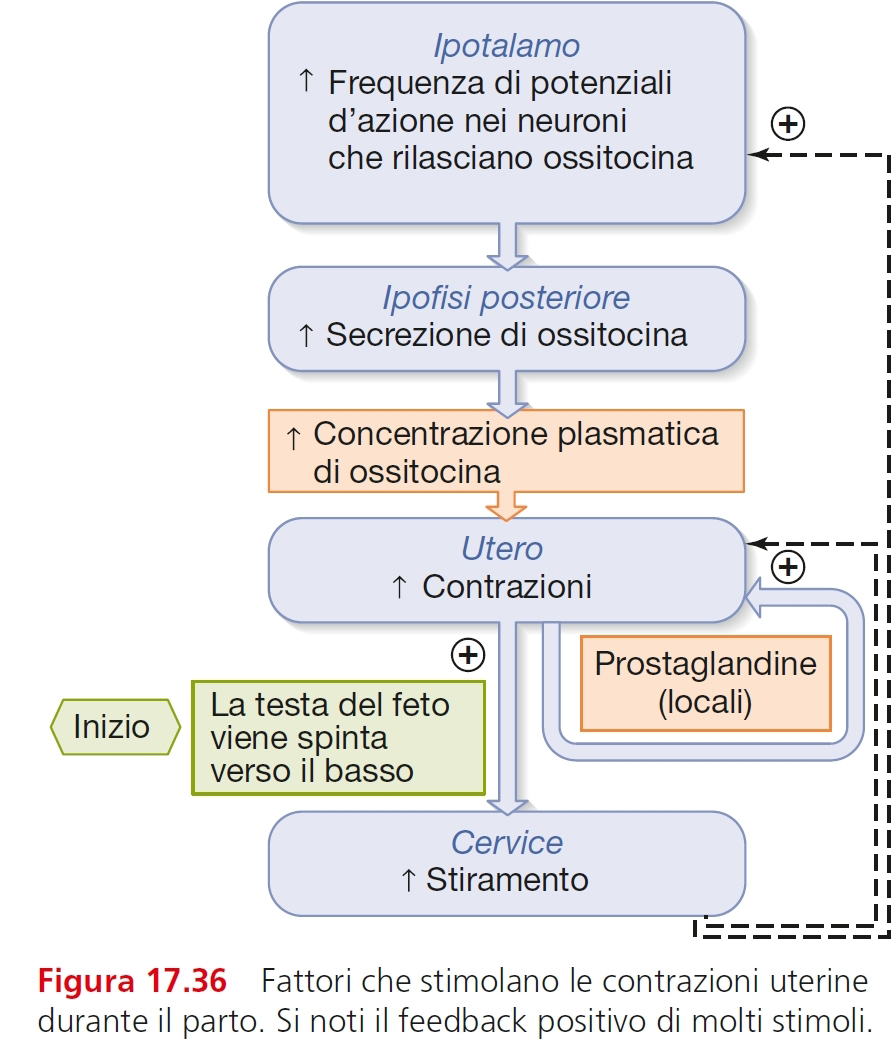 Ipotalamo
↑ Frequenza di potenziali
d'azione nei neuroni
che rilasciano ossitocina
+
Ipofisi posteriore
↑ Secrezione di ossitocina
↑ Concentrazione plasmatica
di ossitocina
Utero
↑ Contrazioni
+
+
Prostaglandine
(locali)
Inizio
La testa del feto
viene spinta
verso il basso
Cervice
↑ Stiramento
Figura 17.36 Fattori che stimolano le contrazioni uterine
durante il parto. Si noti il feedback positivo di molti stimoli.